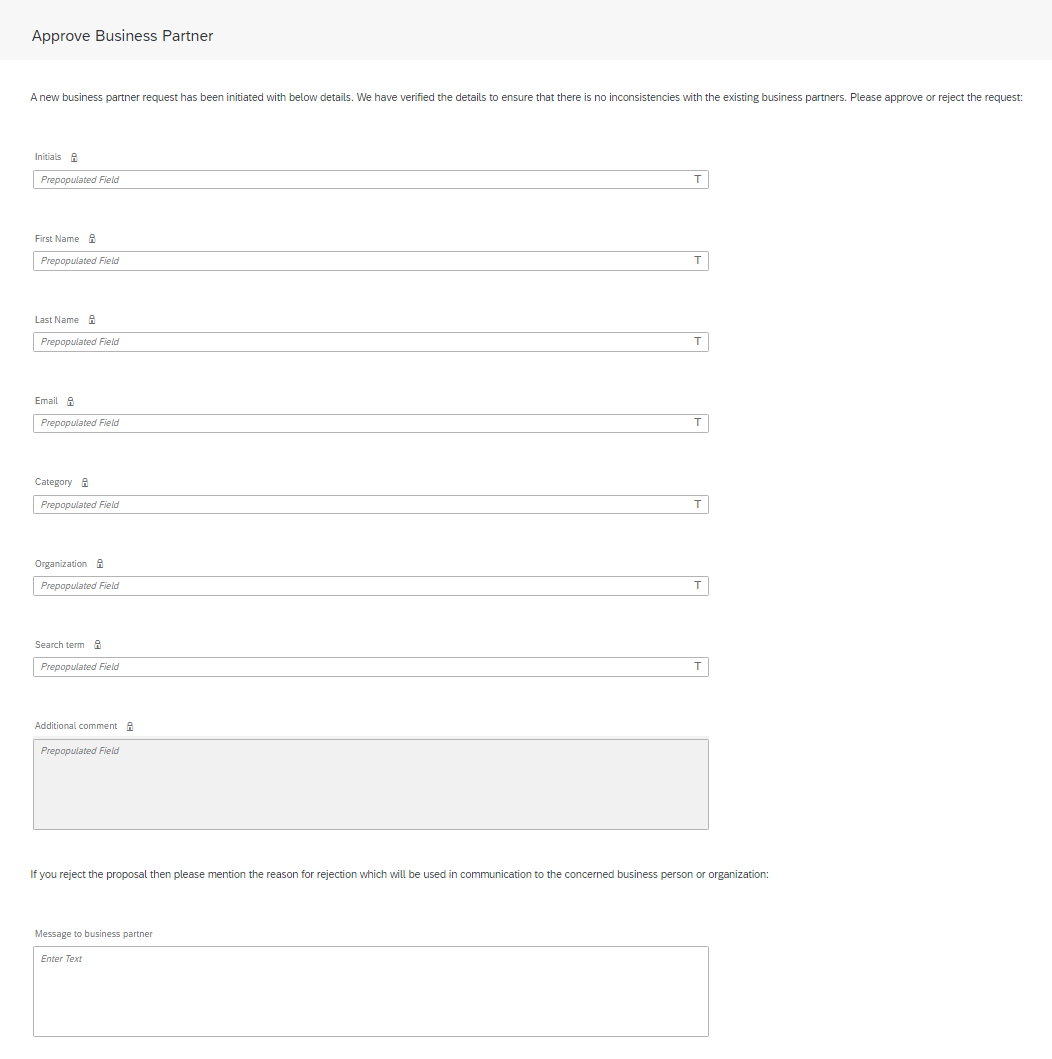 Approve Business Partner
A new business partner request has been initiated with below details. We have verified the details to ensure that there is no inconsistencies with the existing business partners. Please approve or reject the request:
Initials
Prepopulated Field T
First Name
Prepopulated Field T
Last Name
Prepopulated Field T
Email
Prepopulated Field T
Category
Prepopulated Field T
Organization
Prepopulated Field T
Search term
Prepopulated Field T
Additional comment
Prepopulated Field
If you reject the proposal then please mention the reason for rejection which will be used in communication to the concerned business person or organization:
Message to business partner
Enter Text